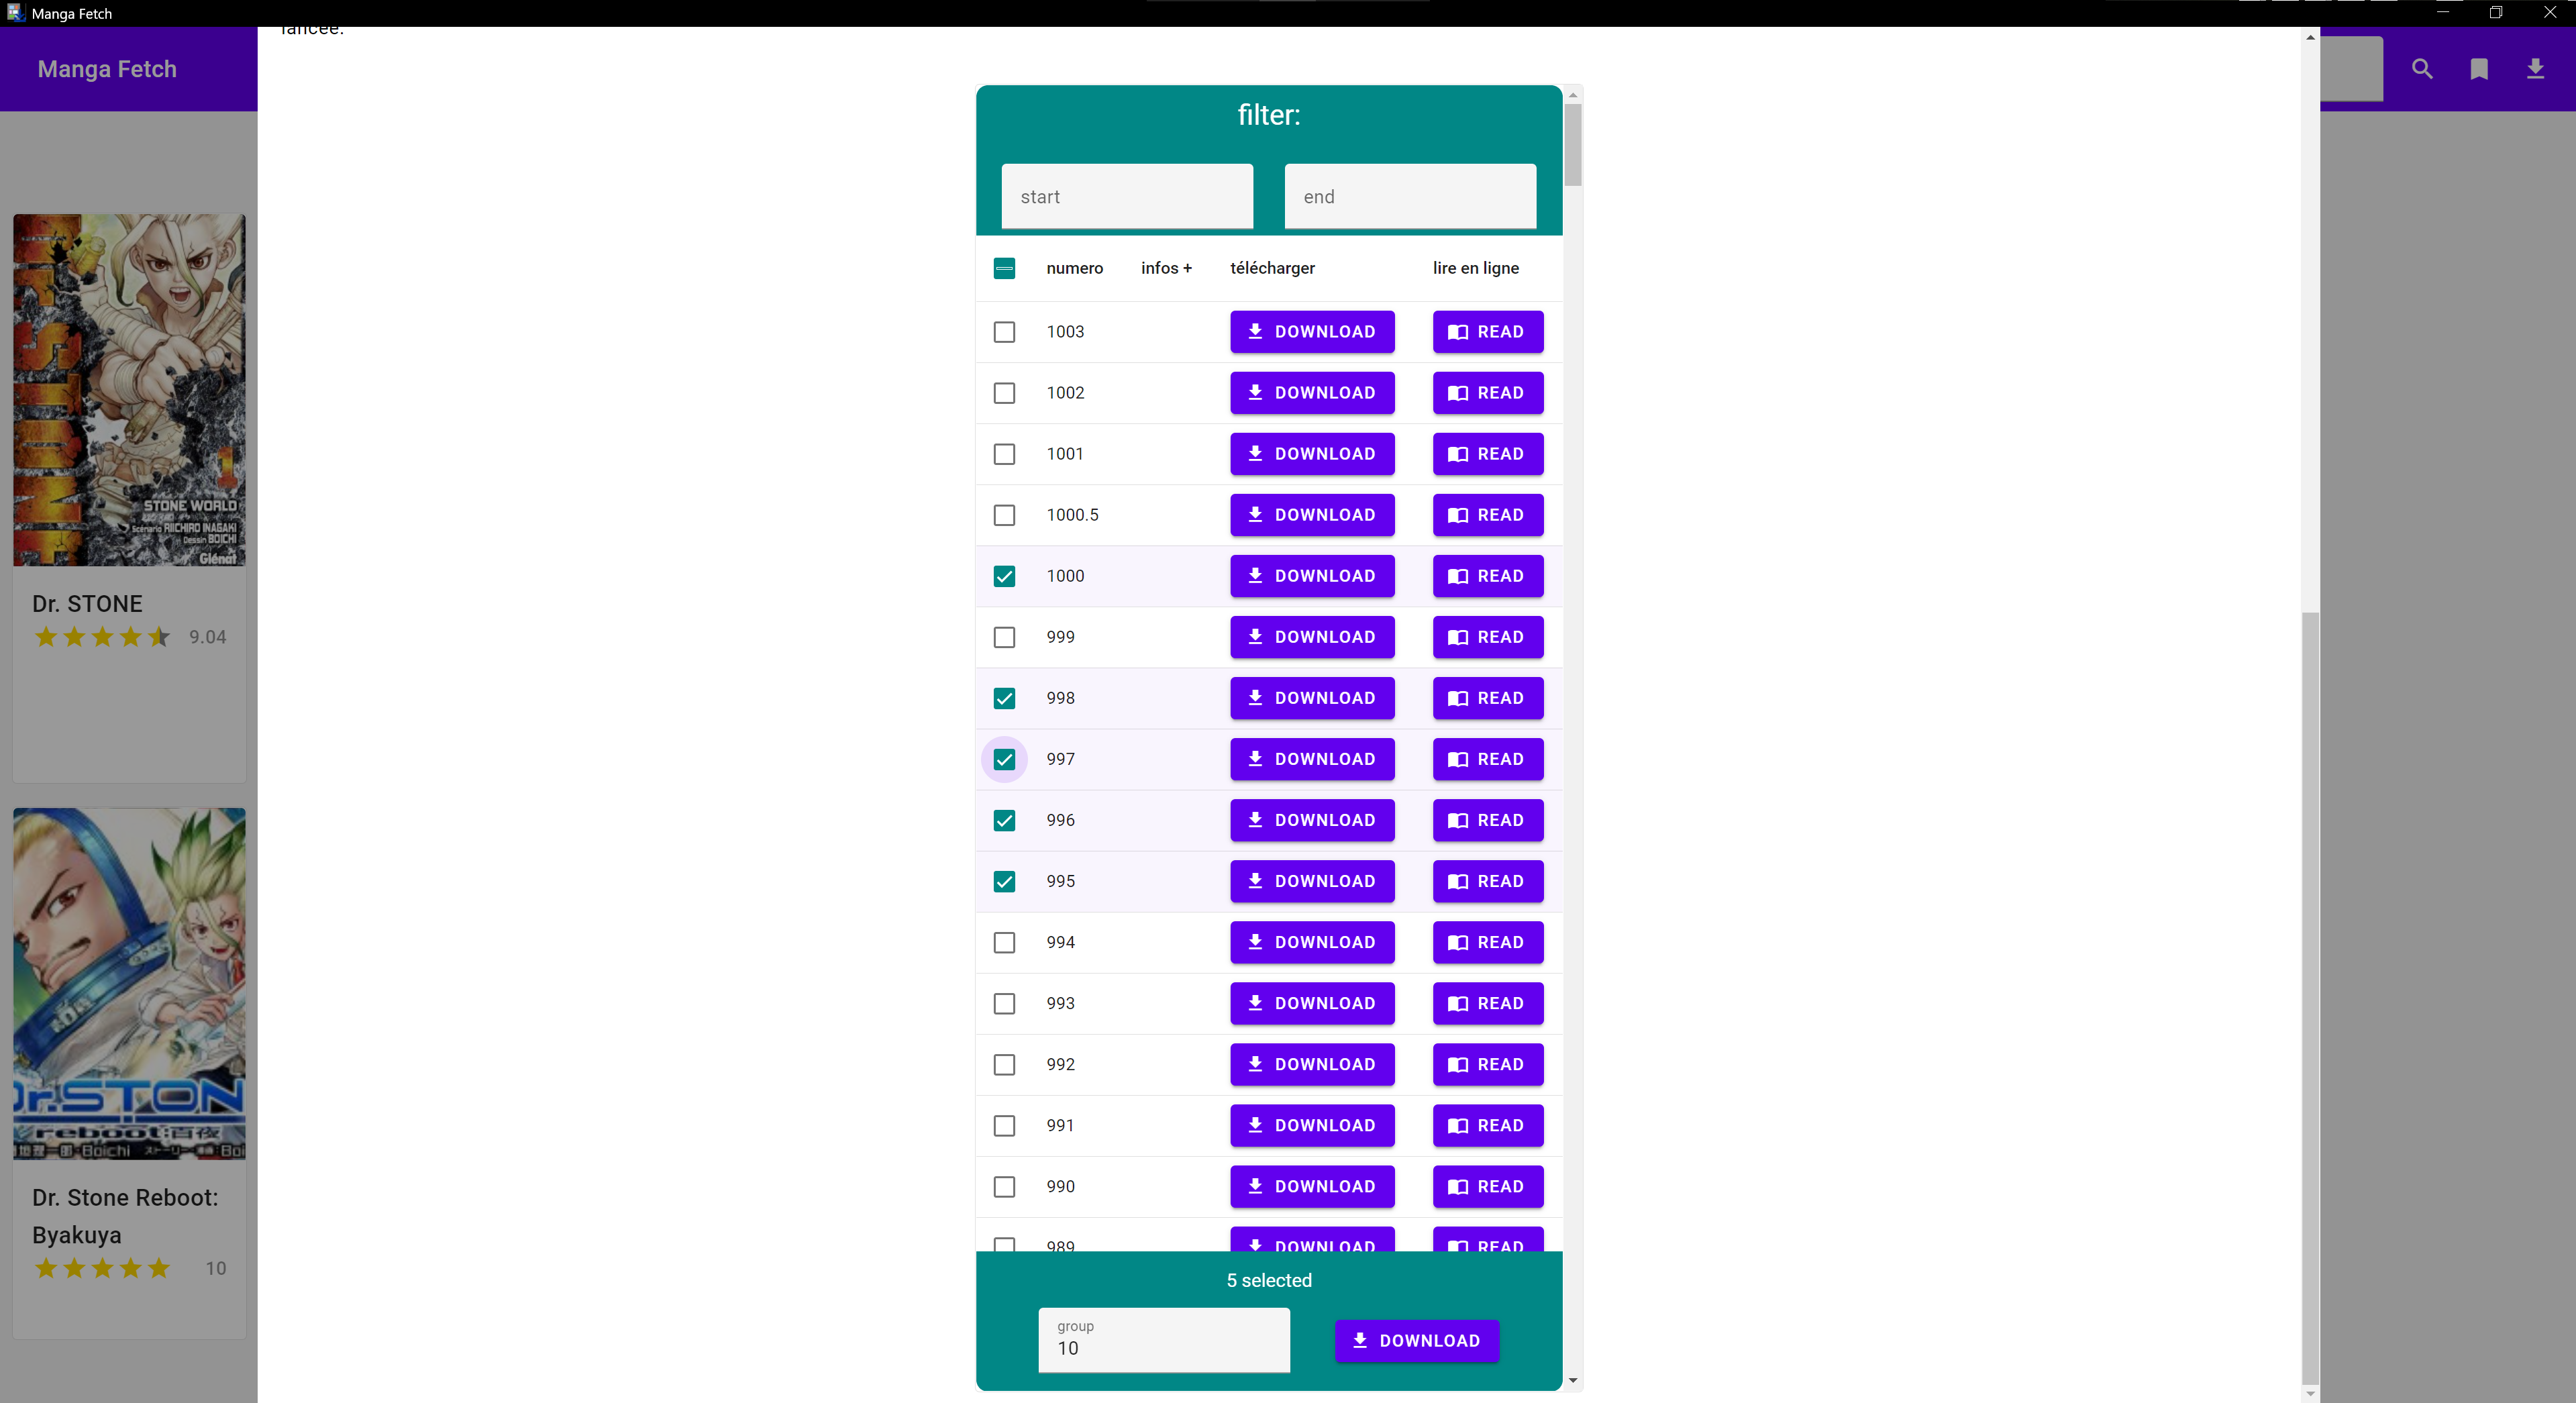 Manga Fetch
lancée.
Manga Fetch
STONE WORLD
Scénario RIICHIRO INAGAKI
Dessin BOICHI
Glénat
Dr. STONE
9.04
Dr.STON
reboot:百夜
Boichi
Dr. Stone Reboot:
Byakuya
10
filter:
start end
numero infos + télécharger lire en ligne
1003 DOWNLOAD READ
1002 DOWNLOAD READ
1001 DOWNLOAD READ
1000.5 DOWNLOAD READ
1000 DOWNLOAD READ
999 DOWNLOAD READ
998 DOWNLOAD READ
997 DOWNLOAD READ
996 DOWNLOAD READ
995 DOWNLOAD READ
994 DOWNLOAD READ
993 DOWNLOAD READ
992 DOWNLOAD READ
991 DOWNLOAD READ
990 DOWNLOAD READ
989 DOWNLOAD READ
5 selected
group
10
DOWNLOAD